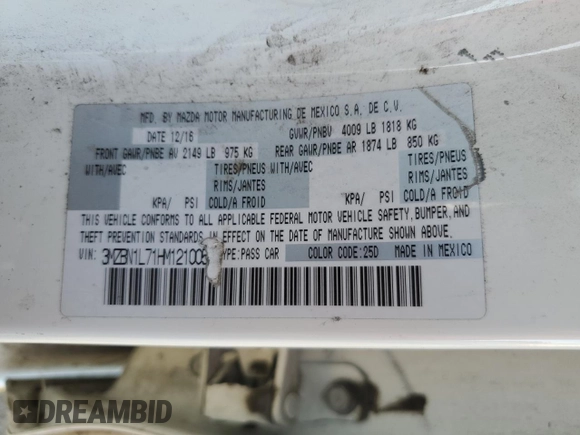 MFD. BY MAZDA MOTOR MANUFACTURING DE MEXICO S.A. DE C.V.
DATE 12/16 GVWR/PNBV 4009 LB 1818 KG
FRONT GAWR/PNBE AV 2149 LB 975 KG REAR GAWR/PNBE AR 1874 LB 850 KG
WITH/AVEC TIRES/PNEUS WITH/AVEC TIRES/PNEUS
RIMS/JANTES RIMS/JANTES
KPA/ PSI COLD/A FROID KPA/ PSI COLD/A FROID
THIS VEHICLE CONFORMS TO ALL APPLICABLE FEDERAL MOTOR VEHICLE SAFETY, BUMPER, AND
THEFT PREVENTION STANDARDS IN EFFECT ON THE DATE OF MANUFACTURE SHOWN ABOVE.
VIN: TYPE:PASS CAR COLOR CODE:25D MADE IN MEXICO
DREAMBID